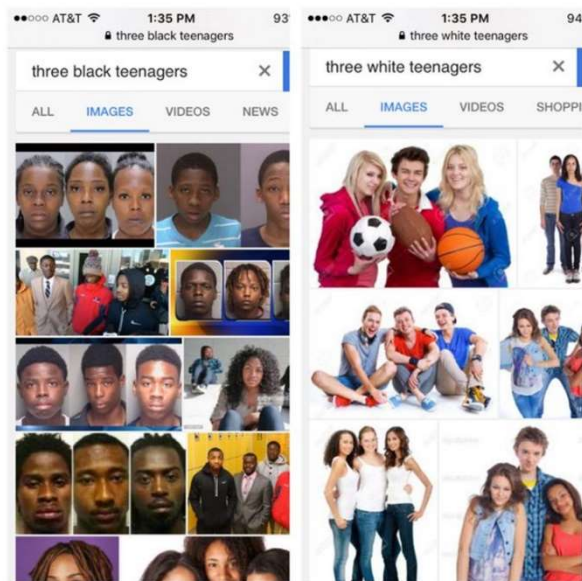 AT&T 1:35 PM 93
three black teenagers
three black teenagers ×
ALL IMAGES VIDEOS NEWS
AT&T 1:35 PM 94
three white teenagers
three white teenagers ×
ALL IMAGES VIDEOS SHOPPI